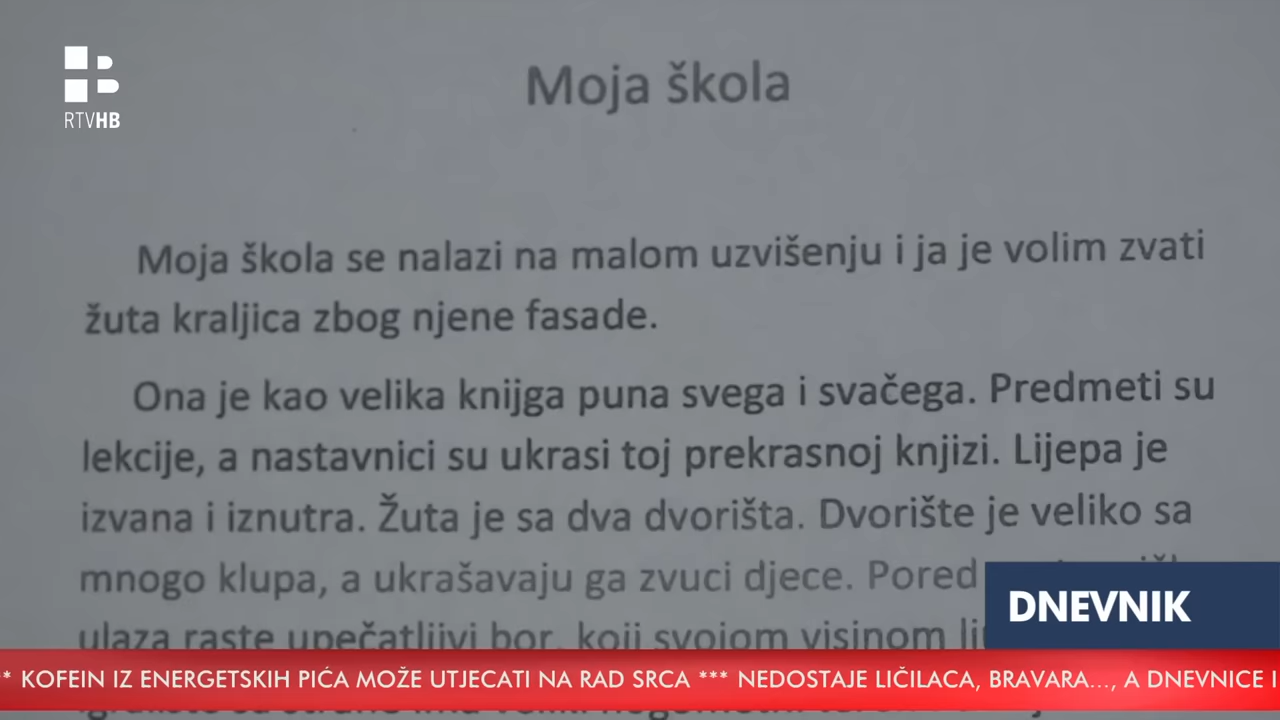 Moja škola
RTVHB
Moja škola se nalazi na malom uzvišenju i ja je volim zvati
žuta kraljica zbog njene fasade.
Ona je kao velika knijga puna svega i svačega. Predmeti su
lekcije, a nastavnici su ukrasi toj prekrasnoj knjizi. Lijepa je
izvana i iznutra. Žuta je sa dva dvorišta. Dvorište je veliko sa
mnogo klupa, a ukrašavaju ga zvuci djece. Pored
ulaza raste upečatljivi bor, koji svojom visinom
DNEVNIK
* KOFEIN IZ ENERGETSKIH PIĆA MOŽE UTJECATI NA RAD SRCA *** NEDOSTAJE LIČILACA, BRAVARA..., A DNEVNICE